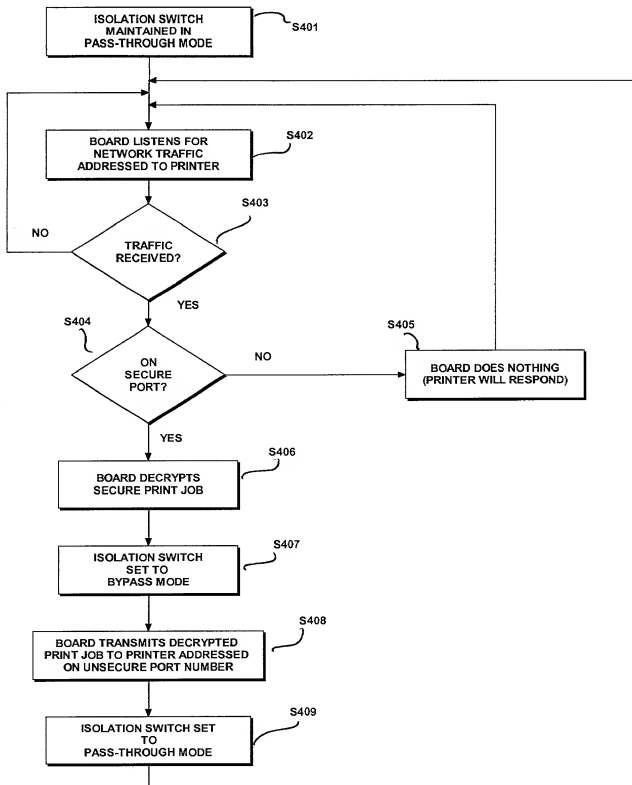 ISOLATION SWITCH
MAINTAINED IN
PASS-THROUGH MODE
S401
BOARD LISTENS FOR
NETWORK TRAFFIC
ADDRESSED TO PRINTER
S402
S403
NO
TRAFFIC
RECEIVED?
YES
S404
S405
ON
SECURE
PORT?
NO
BOARD DOES NOTHING
(PRINTER WILL RESPOND)
YES
S406
BOARD DECRYPTS
SECURE PRINT JOB
S407
ISOLATION SWITCH
SET TO
BYPASS MODE
S408
BOARD TRANSMITS DECRYPTED
PRINT JOB TO PRINTER ADDRESSED
ON UNSECURE PORT NUMBER
S409
ISOLATION SWITCH SET
TO
PASS-THROUGH MODE